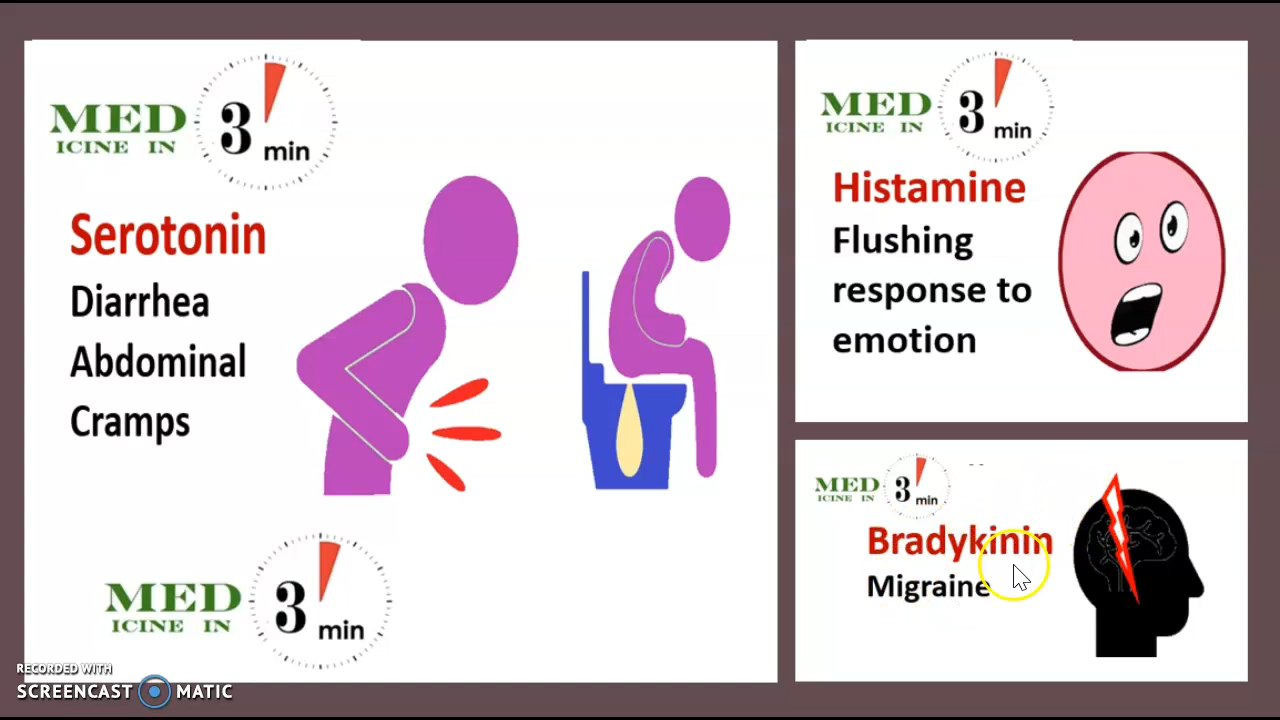 MED
ICINE IN
3
min
Serotonin
Diarrhea
Abdominal
Cramps
MED
ICINE IN
3
min
MED
ICINE IN
3
min
Histamine
Flushing
response to
emotion
MED
ICINE IN
3
min
Bradykinin
Migraine
RECORDED WITH
SCREENCAST MATIC